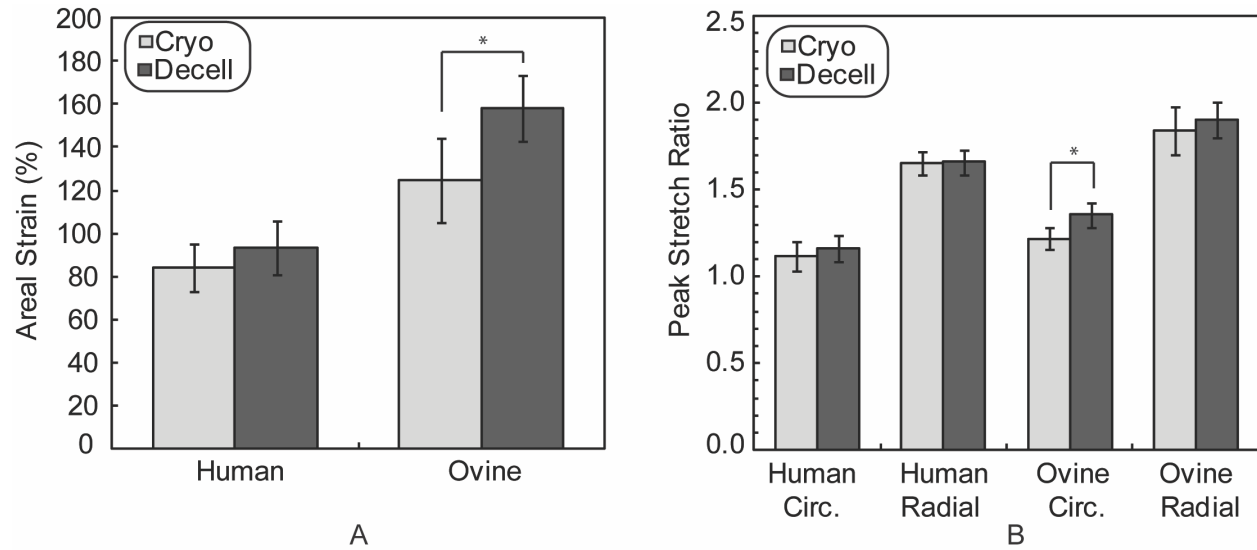 200
180
160
140
120
100
80
60
40
20
0
Areal Strain (%)
Cryo
Decell
*
Human
Ovine
A
2.5
2.0
1.5
1.0
0.5
0.0
Peak Stretch Ratio
Cryo
Decell
*
Human
Circ.
Human
Radial
Ovine
Circ.
Ovine
Radial
B